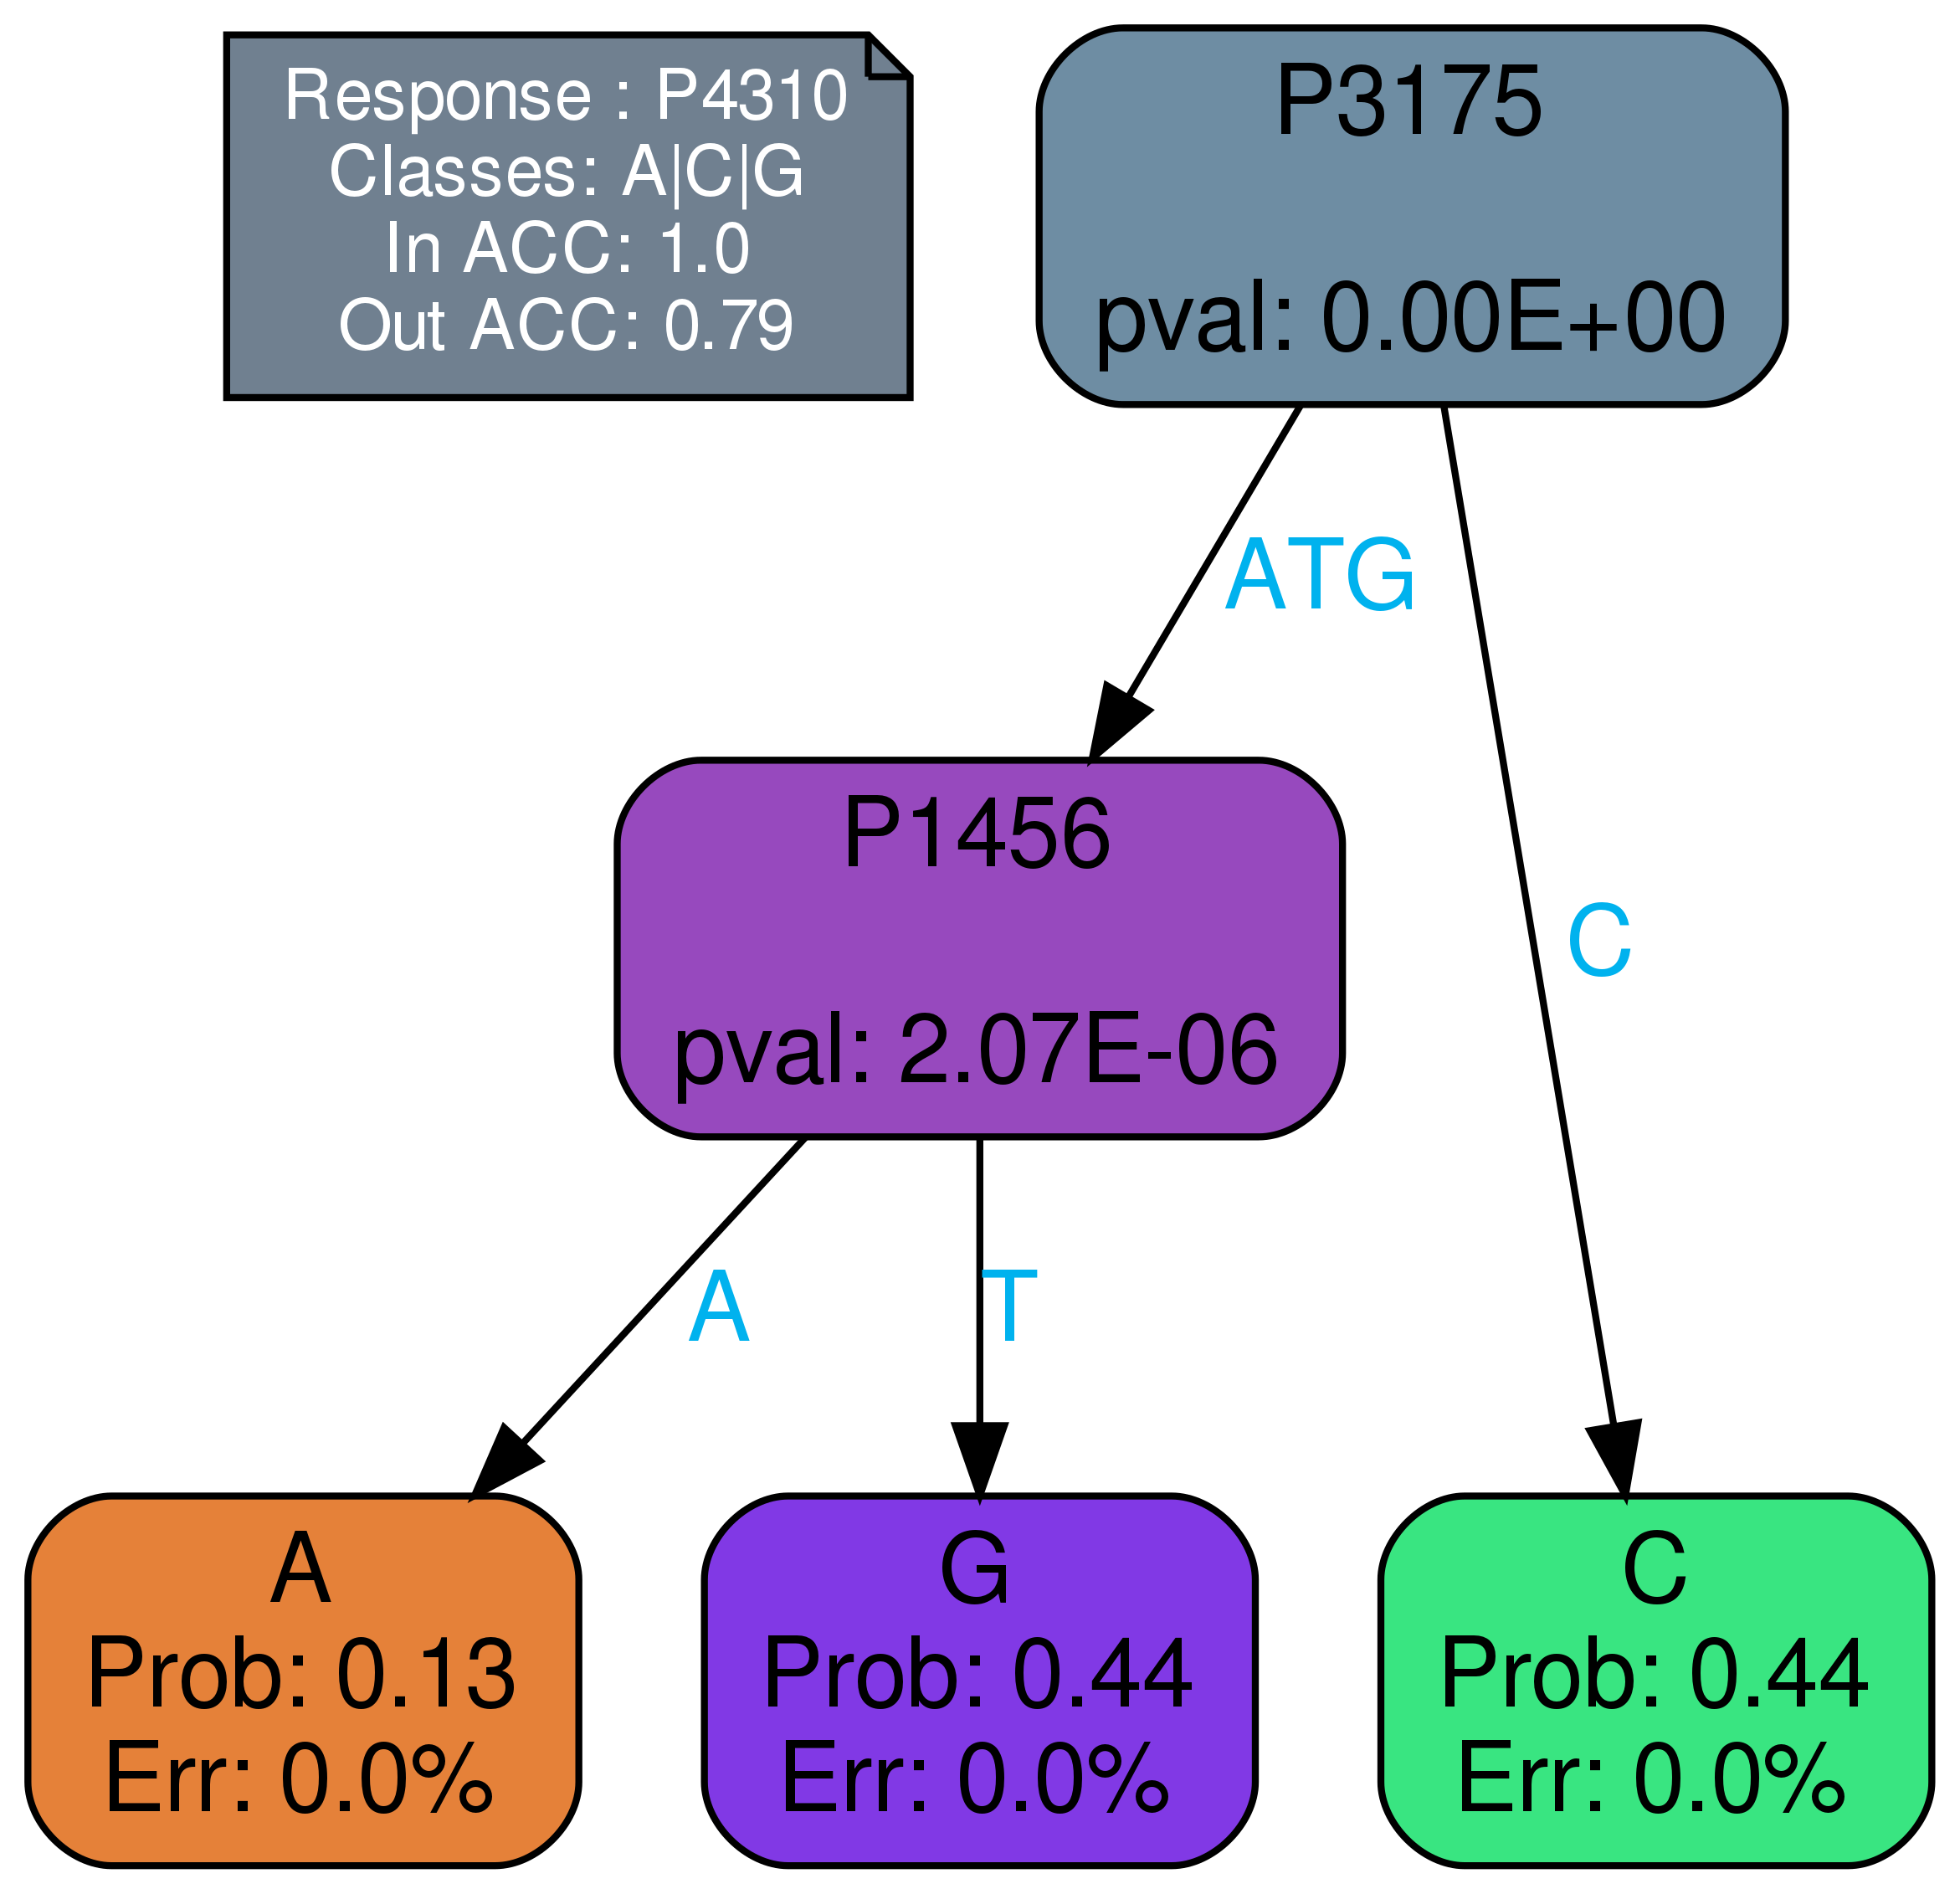 Response : P4310
Classes: A|C|G
In ACC: 1.0
Out ACC: 0.79
P3175
pval: 0.00E+00
ATG
C
P1456
pval: 2.07E-06
A
T
A
Prob: 0.13
Err: 0.0%
G
Prob: 0.44
Err: 0.0%
C
Prob: 0.44
Err: 0.0%